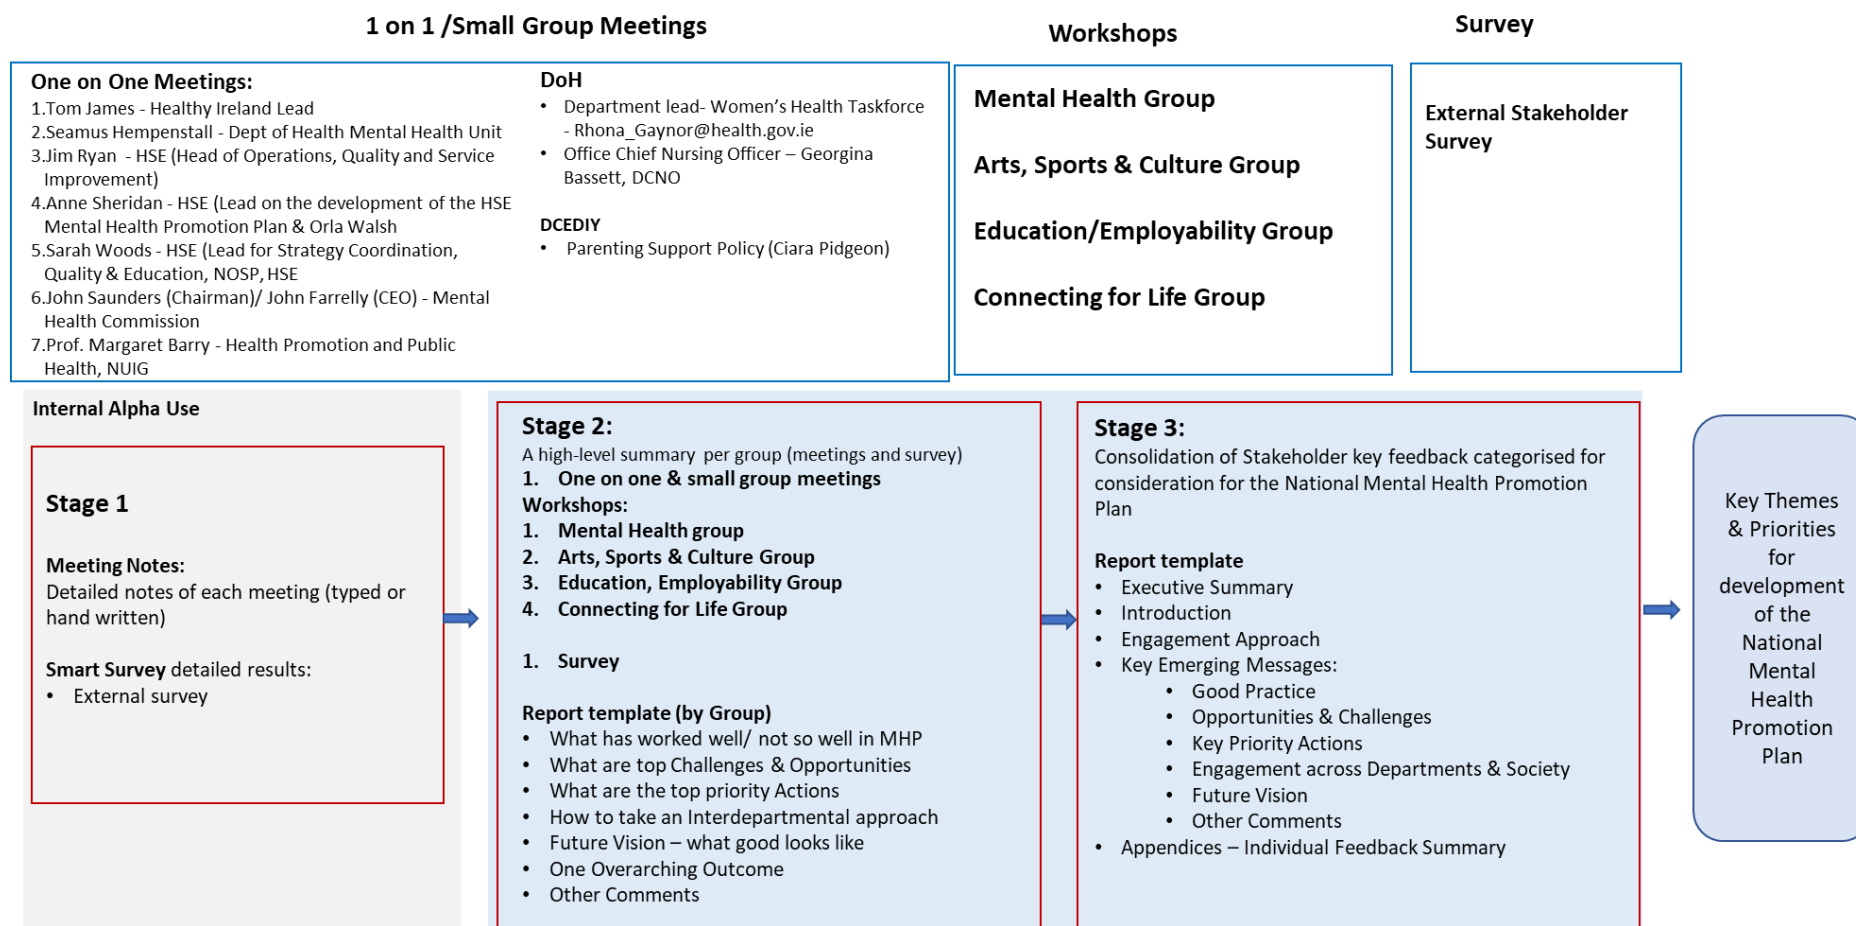 1 on 1 /Small Group Meetings
Workshops
Survey
One on One Meetings:
1.Tom James - Healthy Ireland Lead
2.Seamus Hempenstall - Dept of Health Mental Health Unit
3.Jim Ryan - HSE (Head of Operations, Quality and Service
Improvement)
4.Anne Sheridan - HSE (Lead on the development of the HSE
Mental Health Promotion Plan & Orla Walsh
5.Sarah Woods - HSE (Lead for Strategy Coordination,
Quality & Education, NOSP, HSE
6.John Saunders (Chairman)/ John Farrelly (CEO) - Mental
Health Commission
7.Prof. Margaret Barry - Health Promotion and Public
Health, NUIG
DoH
• Department lead- Women's Health Taskforce
- Rhona_Gaynor@health.gov.ie
• Office Chief Nursing Officer – Georgina
Bassett, DCNO
DCEDIY
• Parenting Support Policy (Ciara Pidgeon)
Mental Health Group
Arts, Sports & Culture Group
Education/Employability Group
Connecting for Life Group
External Stakeholder
Survey
Internal Alpha Use
Stage 1
Meeting Notes:
Detailed notes of each meeting (typed or
hand written)
Smart Survey detailed results:
• External survey
Stage 2:
A high-level summary per group (meetings and survey)
1. One on one & small group meetings
Workshops:
1. Mental Health group
2. Arts, Sports & Culture Group
3. Education, Employability Group
4. Connecting for Life Group
1. Survey
Report template (by Group)
• What has worked well/ not so well in MHP
• What are top Challenges & Opportunities
• What are the top priority Actions
• How to take an Interdepartmental approach
• Future Vision – what good looks like
• One Overarching Outcome
• Other Comments
Stage 3:
Consolidation of Stakeholder key feedback categorised for
consideration for the National Mental Health Promotion
Plan
Report template
• Executive Summary
• Introduction
• Engagement Approach
• Key Emerging Messages:
• Good Practice
• Opportunities & Challenges
• Key Priority Actions
• Engagement across Departments & Society
• Future Vision
• Other Comments
• Appendices – Individual Feedback Summary
Key Themes
& Priorities
for
development
of the
National
Mental
Health
Promotion
Plan